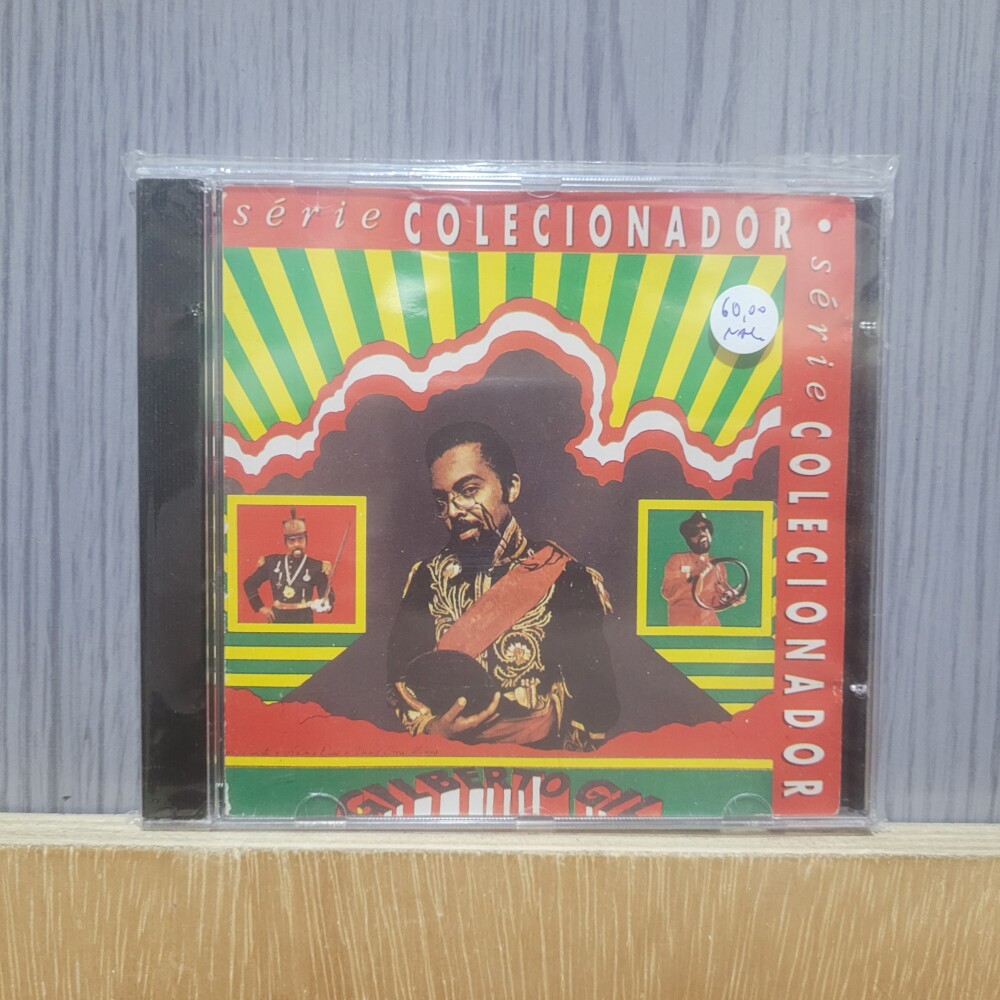 série COLECIONADOR •
série COLECIONADOR
60,00
GILBERTO GIL